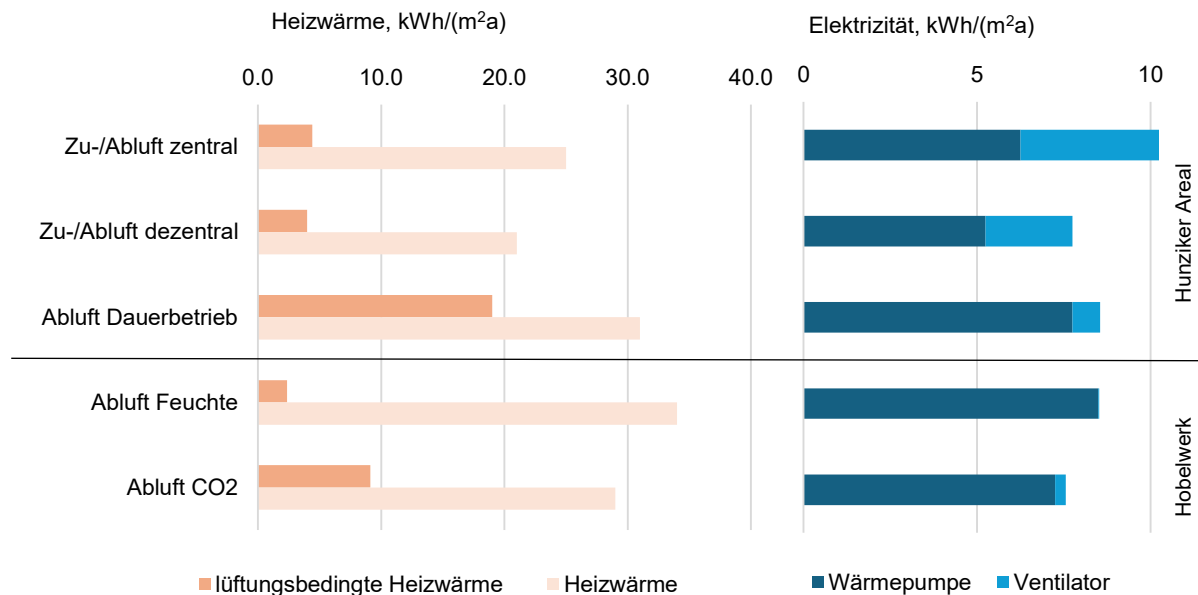 Heizwärme, kWh/(m²a)
Elektrizität, kWh/(m²a)
0.0 10.0 20.0 30.0 40.0
0 5 10
Zu-/Abluft zentral
Zu-/Abluft dezentral
Abluft Dauerbetrieb
Hunziker Areal
Abluft Feuchte
Abluft CO2
Hobelwerk
lüftungsbedingte Heizwärme Heizwärme
Wärmepumpe Ventilator